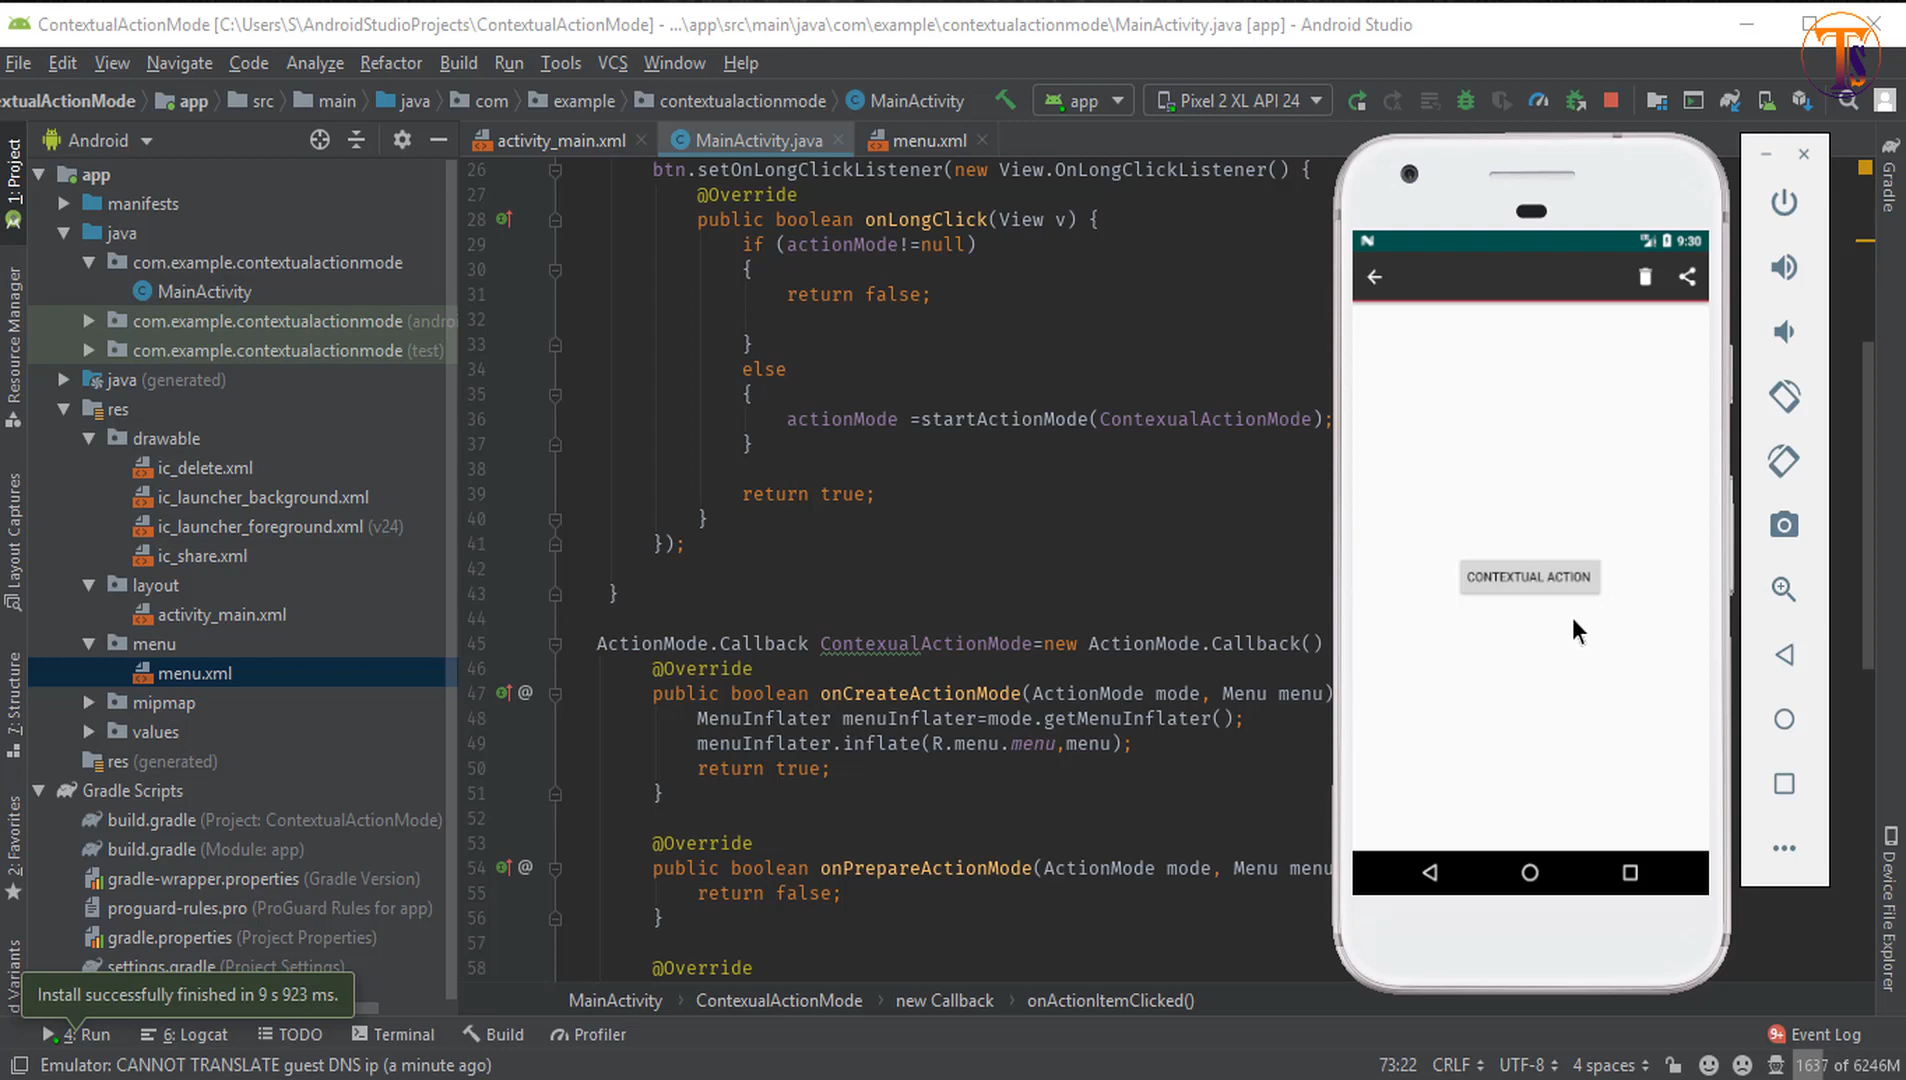 ContextualActionMode [C:\Users\S\AndroidStudioProjects\ContextualActionMode] - ...\app\src\main\java\com\example\contextualactionmode\MainActivity.java [app] - Android Studio
TS
File Edit View Navigate Code Analyze Refactor Build Run Tools VCS Window Help
extualActionMode app src main java com example contextualactionmode MainActivity app Pixel 2 XL API 24
Android
activity_main.xml MainActivity.java menu.xml
1: Project
Resource Manager
Layout Captures
7: Structure
2: Favorites
d Variants
app
manifests
java
com.example.contextualactionmode
MainActivity
com.example.contextualactionmode (andro
com.example.contextualactionmode (test)
java (generated)
res
drawable
ic_delete.xml
ic_launcher_background.xml
ic_launcher_foreground.xml (v24)
ic_share.xml
layout
activity_main.xml
menu
menu.xml
mipmap
values
res (generated)
Gradle Scripts
build.gradle (Project: ContextualActionMode)
build.gradle (Module: app)
gradle-wrapper.properties (Gradle Version)
proguard-rules.pro (ProGuard Rules for app)
gradle.properties (Project Properties)
settings.gradle (Project Settings)
Install successfully finished in 9 s 923 ms.
26 btn.setOnLongClickListener(new View.OnLongClickListener() {
27 @Override
28 public boolean onLongClick(View v) {
29 if (actionMode!=null)
30 {
31 return false;
32
33 }
34 else
35 {
36 actionMode =startActionMode(ContexualActionMode);
37 }
38
39 return true;
40 }
41 });
42
43 }
44
45 ActionMode.Callback ContexualActionMode=new ActionMode.Callback()
46 @Override
47 @ public boolean onCreateActionMode(ActionMode mode, Menu menu)
48 MenuInflater menuInflater=mode.getMenuInflater();
49 menuInflater.inflate(R.menu.menu,menu);
50 return true;
51 }
52
53 @Override
54 @ public boolean onPrepareActionMode(ActionMode mode, Menu menu
55 return false;
56 }
57
58 @Override
MainActivity > ContexualActionMode > new Callback > onActionItemClicked()
9:30
CONTEXTUAL ACTION
Gradle
Device File Explorer
4: Run 6: Logcat TODO Terminal Build Profiler 9+ Event Log
Emulator: CANNOT TRANSLATE guest DNS ip (a minute ago) 73:22 CRLF UTF-8 4 spaces 1637 of 6246M